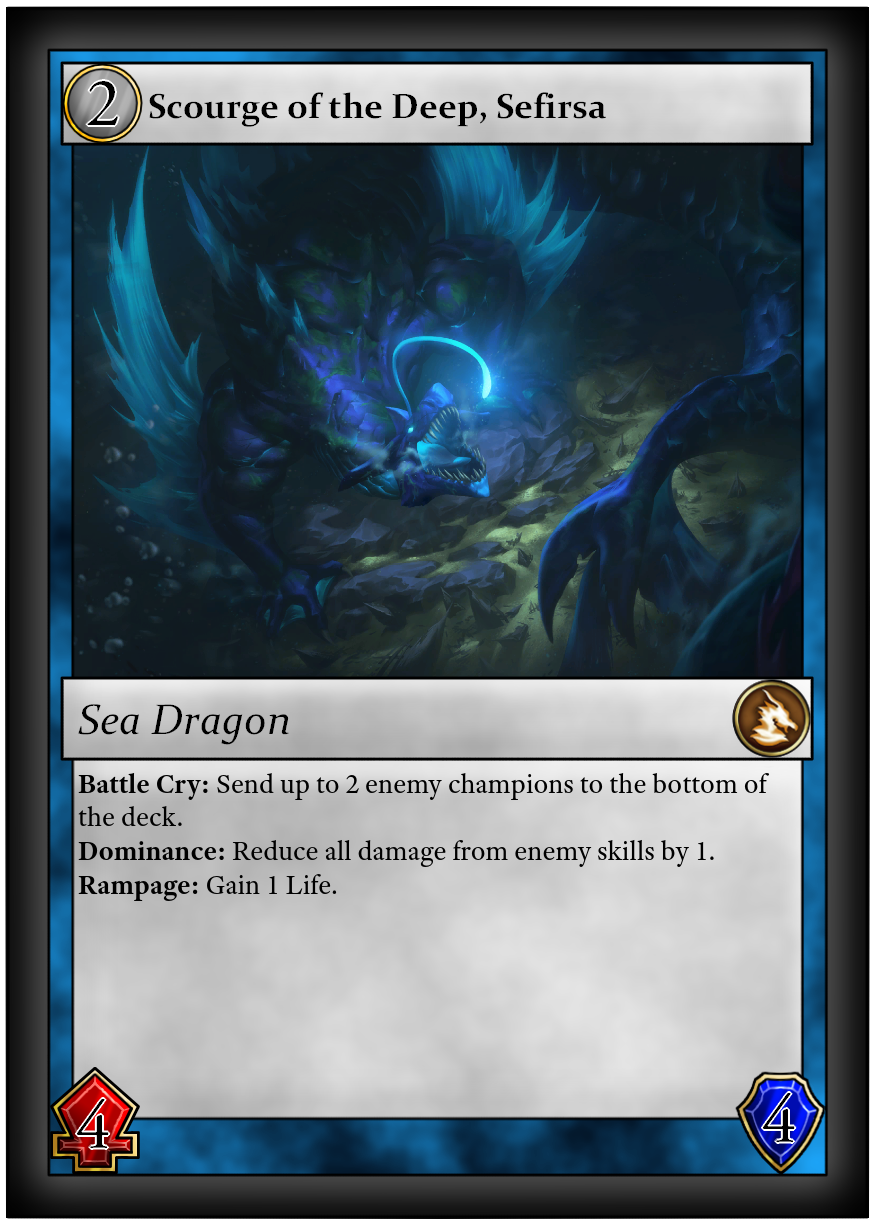 2 Scourge of the Deep, Sefirsa
Sea Dragon
Battle Cry: Send up to 2 enemy champions to the bottom of
the deck.
Dominance: Reduce all damage from enemy skills by 1.
Rampage: Gain 1 Life.
4 4